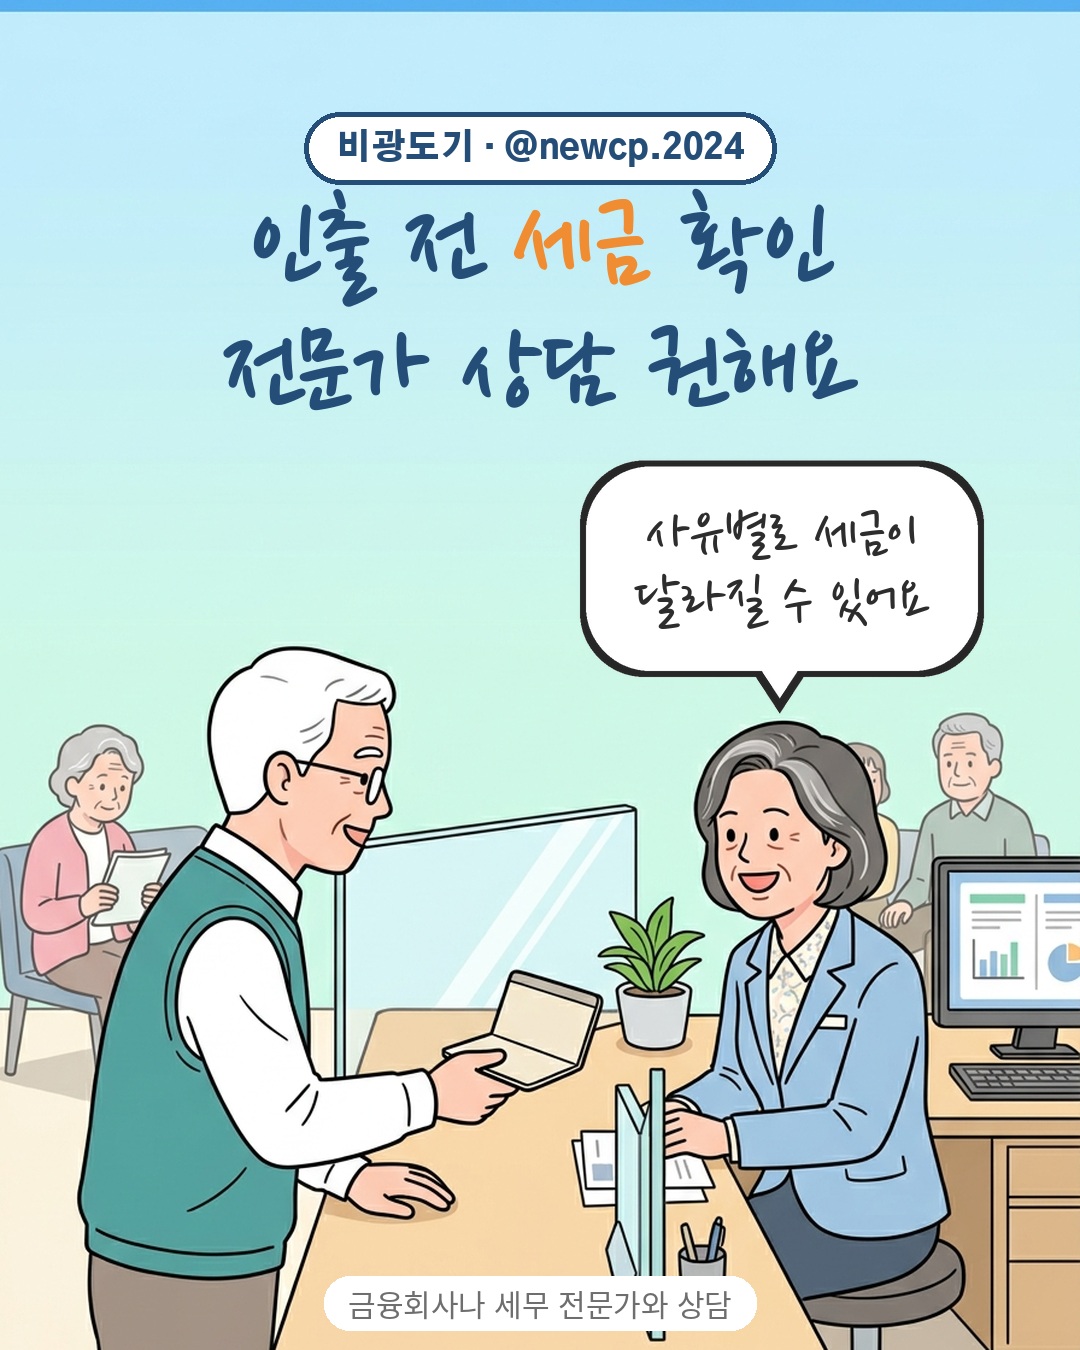 비광도기 · @newcp.2024
인출 전 세금 확인
전문가 상담 권해요
사유별로 세금이
달라질 수 있어요
금융회사나 세무 전문가와 상담